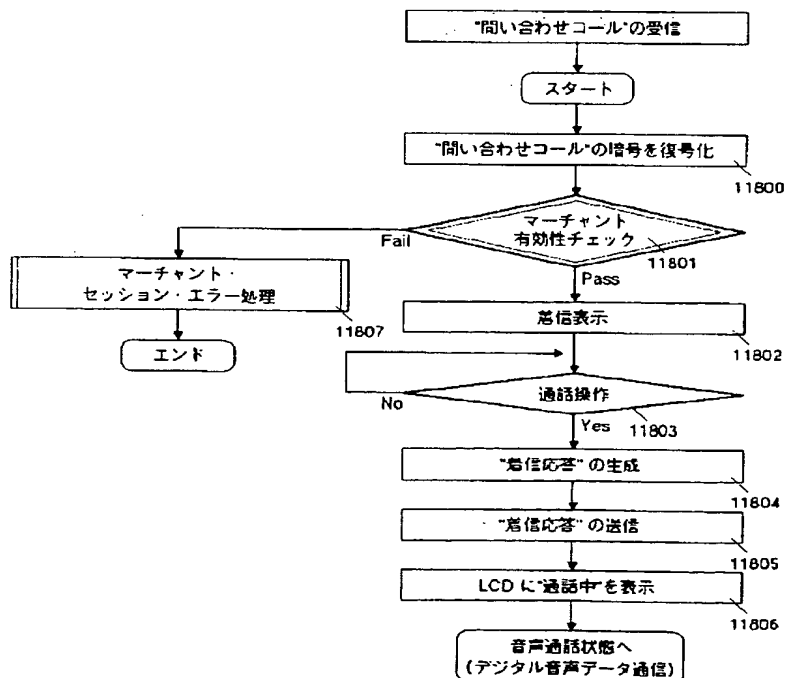 "問い合わせコール"の受信
スタート
"問い合わせコール"の暗号を復号化
11800
マーチャント
有効性チェック
11801
Fail
Pass
マーチャント・
セッション・エラー処理
11807
エンド
着信表示
11802
通話操作
11803
No
Yes
"着信応答" の生成
11804
"着信応答" の送信
11805
LCD に"通話中"を表示
11806
音声通話状態へ
(デジタル音声データ通信)